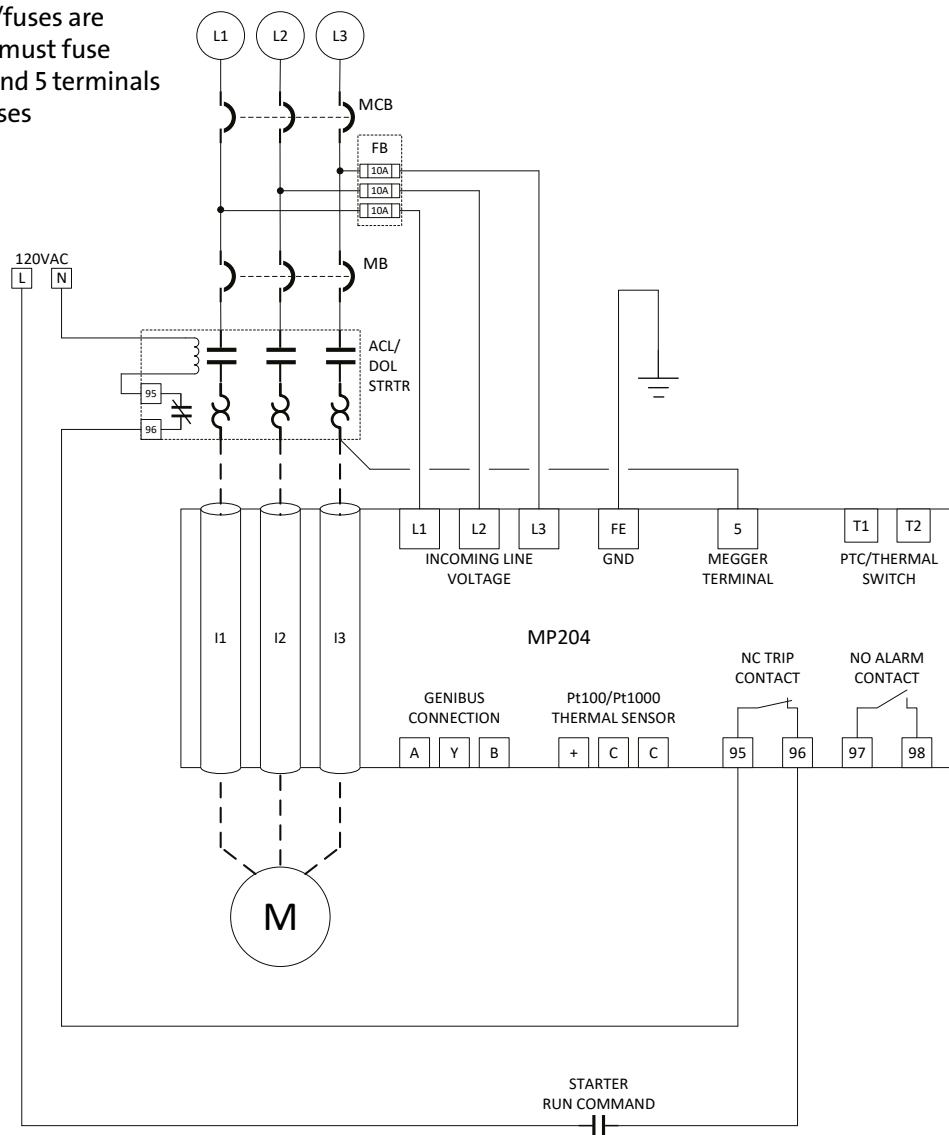 /fuses are
must fuse
nd 5 terminals
ses
L1
L2
L3
MCB
FB
10A
10A
10A
120VAC
L
N
MB
ACL/
DOL
STRTR
95
96
L1
L2
L3
FE
5
T1
T2
INCOMING LINE
VOLTAGE
GND
MEGGER
TERMINAL
PTC/THERMAL
SWITCH
I1
I2
I3
MP204
GENIBUS
CONNECTION
Pt100/Pt1000
THERMAL SENSOR
NC TRIP
CONTACT
NO ALARM
CONTACT
A
Y
B
+
C
C
95
96
97
98
M
STARTER
RUN COMMAND